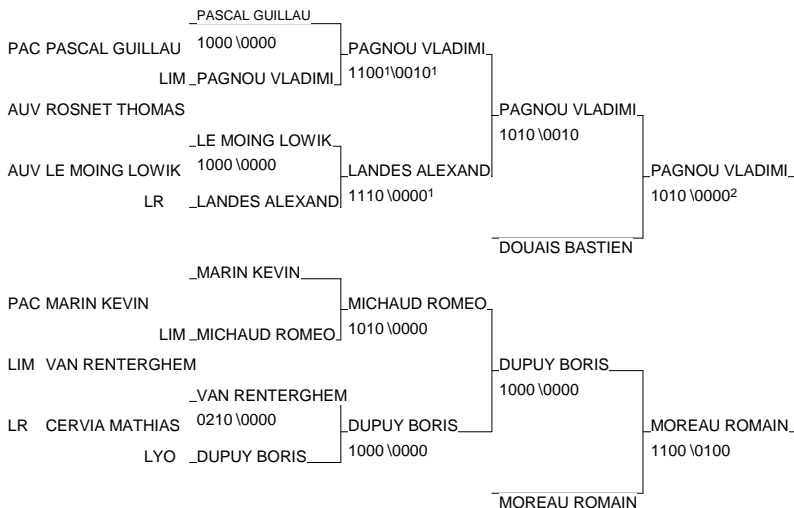 PASCAL GUILLAU
PAC PASCAL GUILLAU 1000 \0000 PAGNOU VLADIMI
LIM PAGNOU VLADIMI 1100¹\0010¹
AUV ROSNET THOMAS PAGNOU VLADIMI
1010 \0010
LE MOING LOWIK
AUV LE MOING LOWIK 1000 \0000 LANDES ALEXAND PAGNOU VLADIMI
LR LANDES ALEXAND 1110 \0000¹ 1010 \0000²
DOUAIS BASTIEN
MARIN KEVIN
PAC MARIN KEVIN MICHAUD ROMEO
LIM MICHAUD ROMEO 1010 \0000
LIM VAN RENTERGHEM DUPUY BORIS
1000 \0000
VAN RENTERGHEM
LR CERVIA MATHIAS 0210 \0000 DUPUY BORIS MOREAU ROMAIN
LYO DUPUY BORIS 1000 \0000 1100 \0100
MOREAU ROMAIN